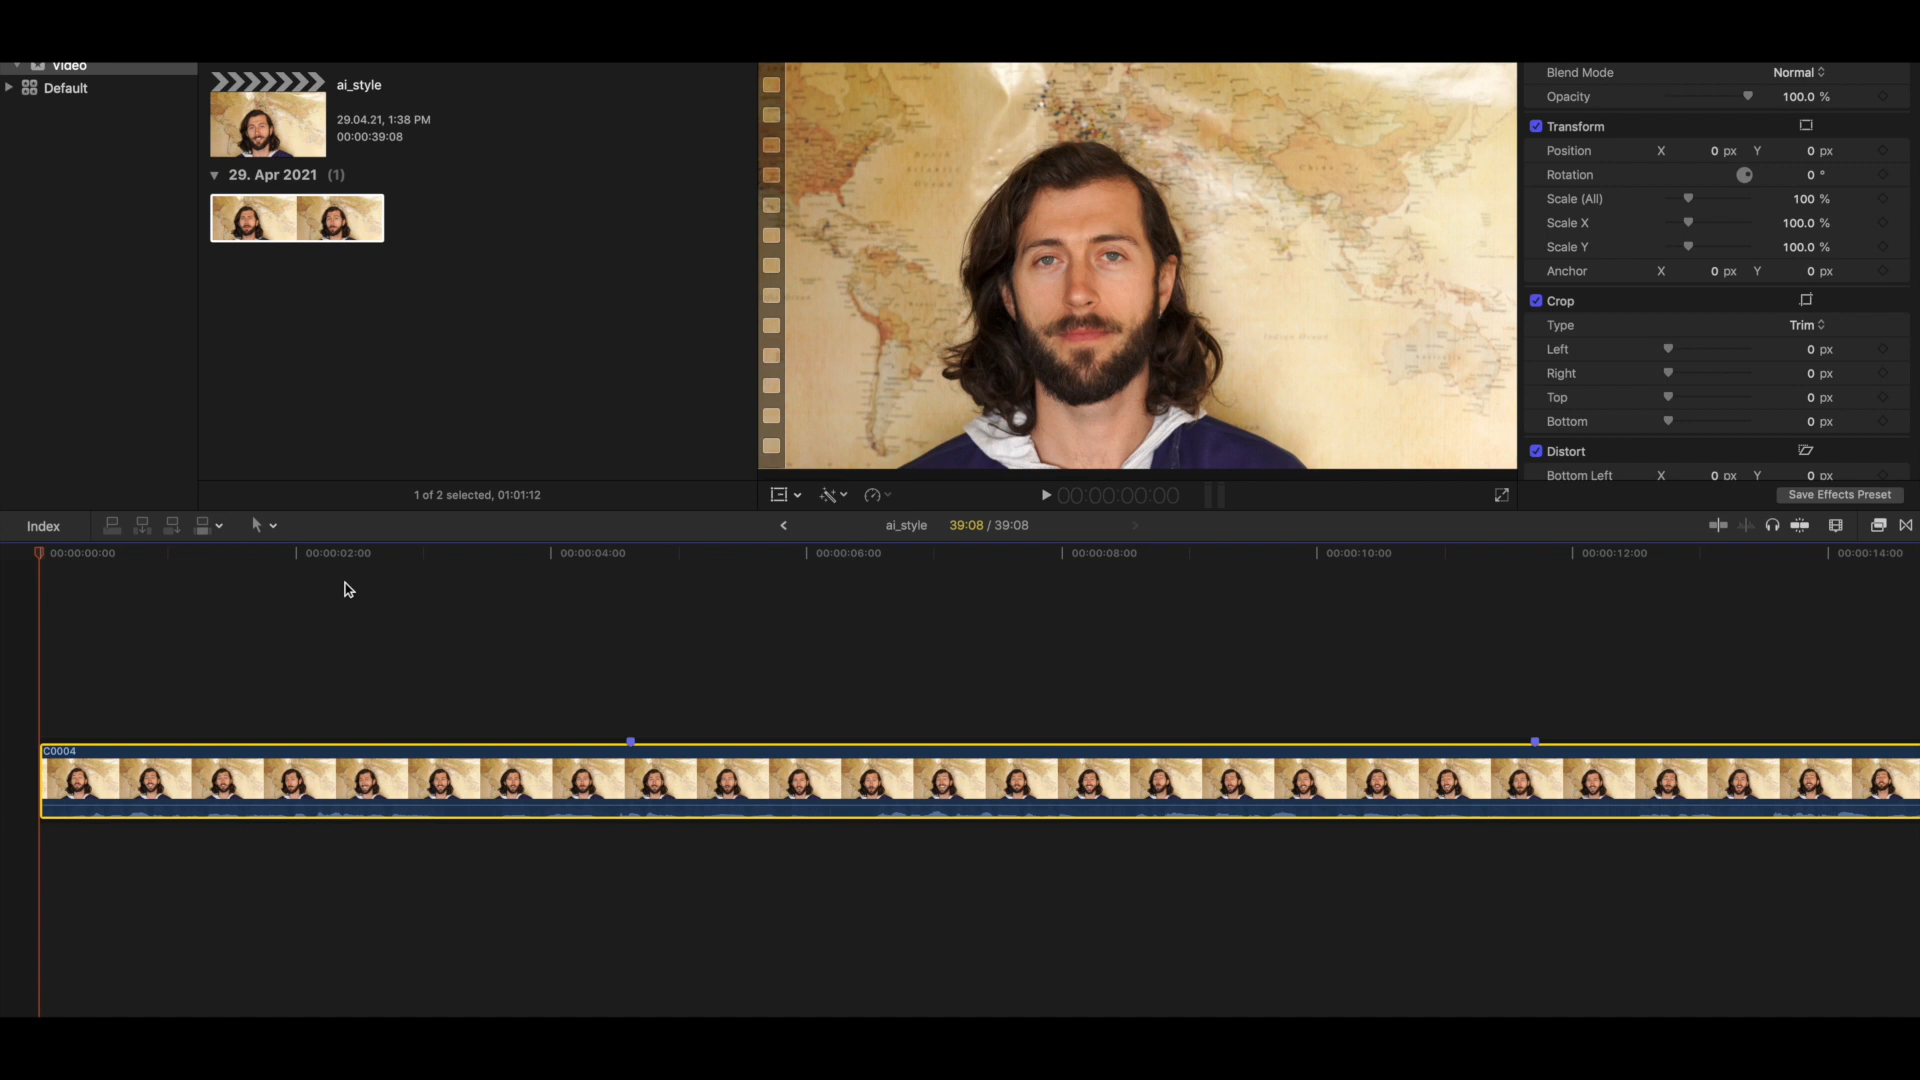 Video
Default
ai_style
29.04.21, 1:38 PM
00:00:39:08
29. Apr 2021 (1)
1 of 2 selected, 01:01:12
00:00:00:00
Blend Mode Normal
Opacity 100.0 %
Transform
Position X 0 px Y 0 px
Rotation 0 °
Scale (All) 100 %
Scale X 100.0 %
Scale Y 100.0 %
Anchor X 0 px Y 0 px
Crop
Type Trim
Left 0 px
Right 0 px
Top 0 px
Bottom 0 px
Distort
Bottom Left X 0 px Y 0 px
Save Effects Preset
Index
ai_style 39:08 / 39:08
00:00:00:00 00:00:02:00 00:00:04:00 00:00:06:00 00:00:08:00 00:00:10:00 00:00:12:00 00:00:14:00
C0004